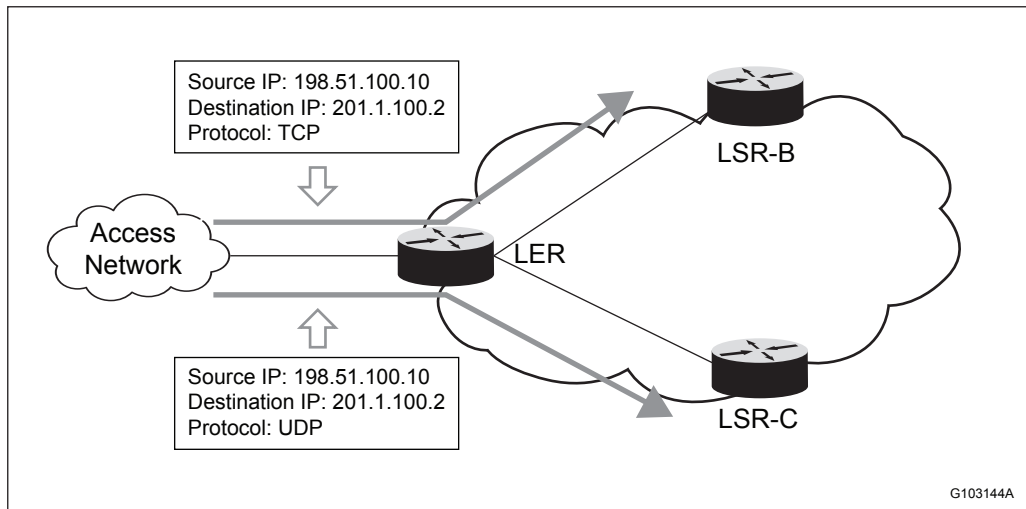 Source IP: 198.51.100.10
Destination IP: 201.1.100.2
Protocol: TCP
LSR-B
Access
Network
LER
Source IP: 198.51.100.10
Destination IP: 201.1.100.2
Protocol: UDP
LSR-C
G103144A